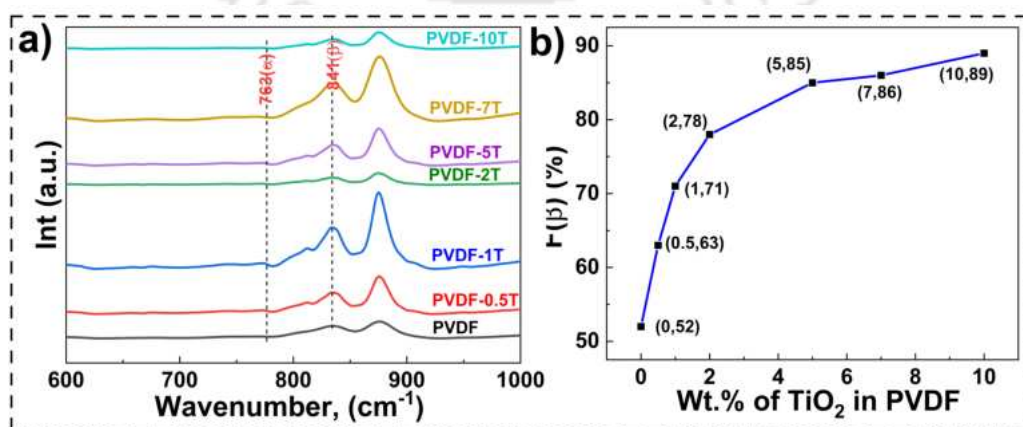 a)
763(α)
841(β)
PVDF-10T
PVDF-7T
PVDF-5T
PVDF-2T
PVDF-1T
PVDF-0.5T
PVDF
Int (a.u.)
600 700 800 900 1000
Wavenumber, (cm⁻¹)
b)
F(β) (%)
90
80
70
60
50
(0,52)
(0.5,63)
(1,71)
(2,78)
(5,85)
(7,86)
(10,89)
0 2 4 6 8 10
Wt.% of TiO₂ in PVDF